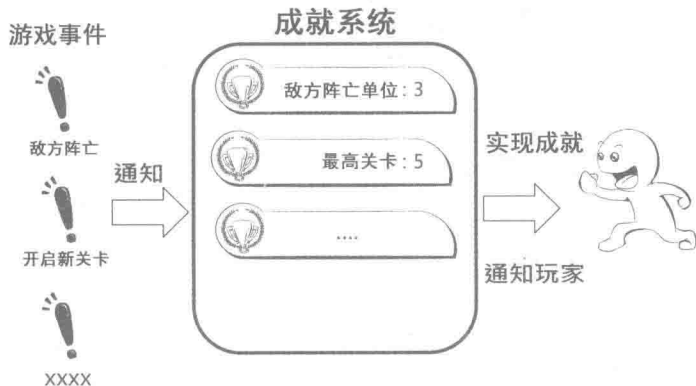 游戏事件
敌方阵亡
开启新关卡
XXXX
通知
成就系统
敌方阵亡单位：3
最高关卡：5
....
实现成就
通知玩家